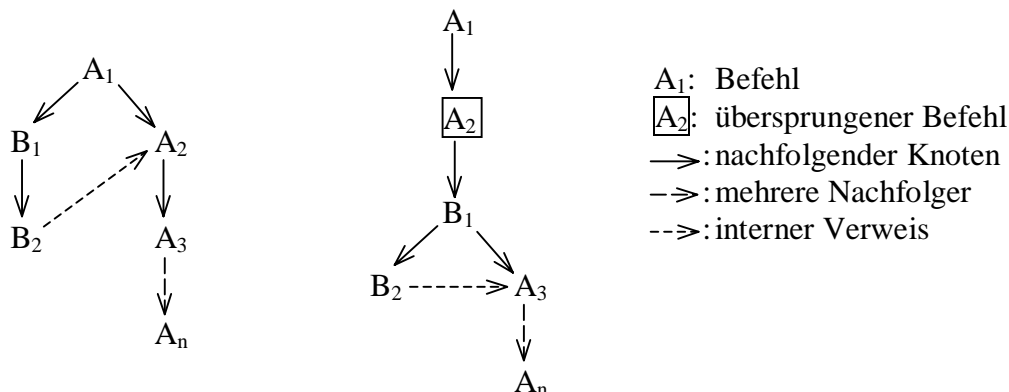 A₁
B₁ A₂
B₂ A₃
Aₙ
A₁
A₂
B₁
B₂ A₃
Aₙ
A₁: Befehl
A₂: übersprungener Befehl
:nachfolgender Knoten
:mehrere Nachfolger
:interner Verweis